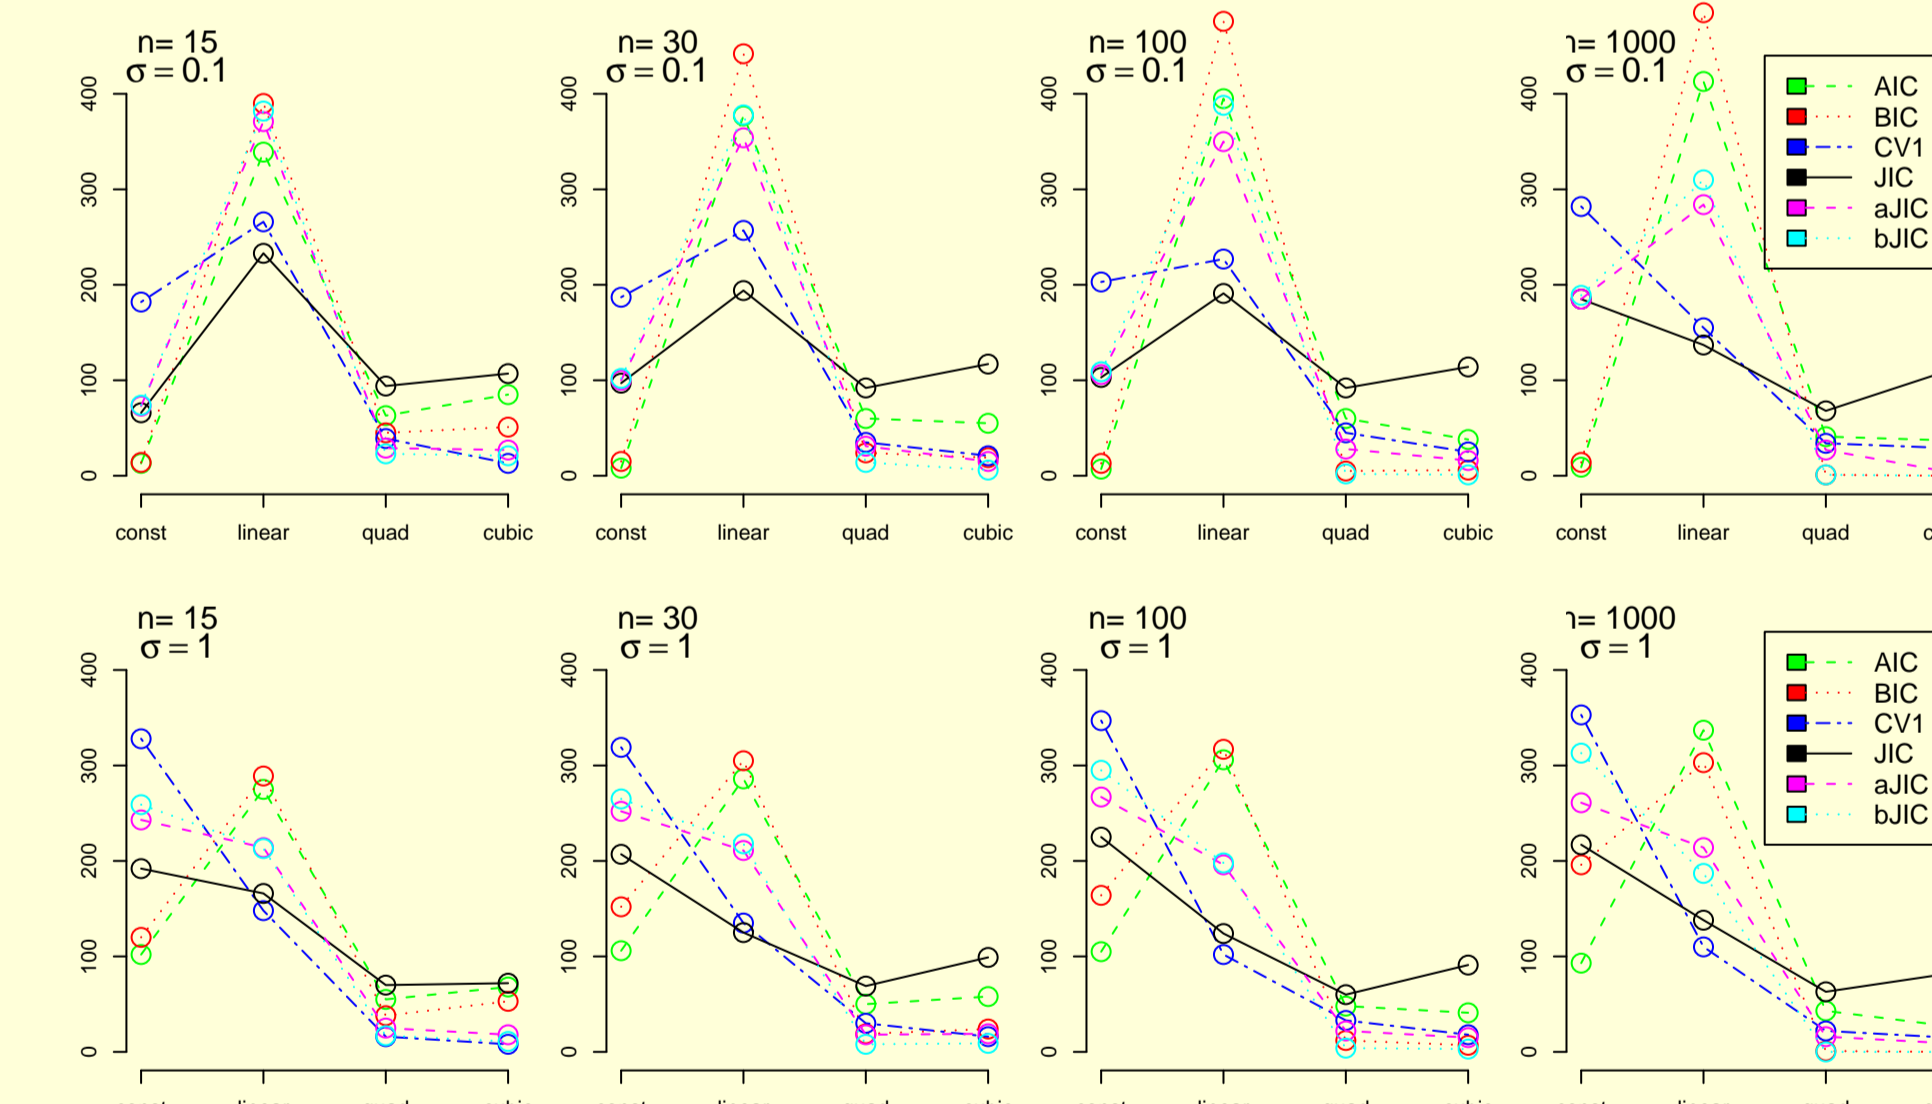 n= 15
σ = 0.1
400
300
200
100
0
const linear quad cubic
n= 30
σ = 0.1
400
300
200
100
0
const linear quad cubic
n= 100
σ = 0.1
400
300
200
100
0
const linear quad cubic
n= 1000
σ = 0.1
400
300
200
100
0
const linear quad c
AIC
BIC
CV1
JIC
aJIC
bJIC
n= 15
σ = 1
400
300
200
100
0
n= 30
σ = 1
400
300
200
100
0
n= 100
σ = 1
400
300
200
100
0
n= 1000
σ = 1
400
300
200
100
0
AIC
BIC
CV1
JIC
aJIC
bJIC